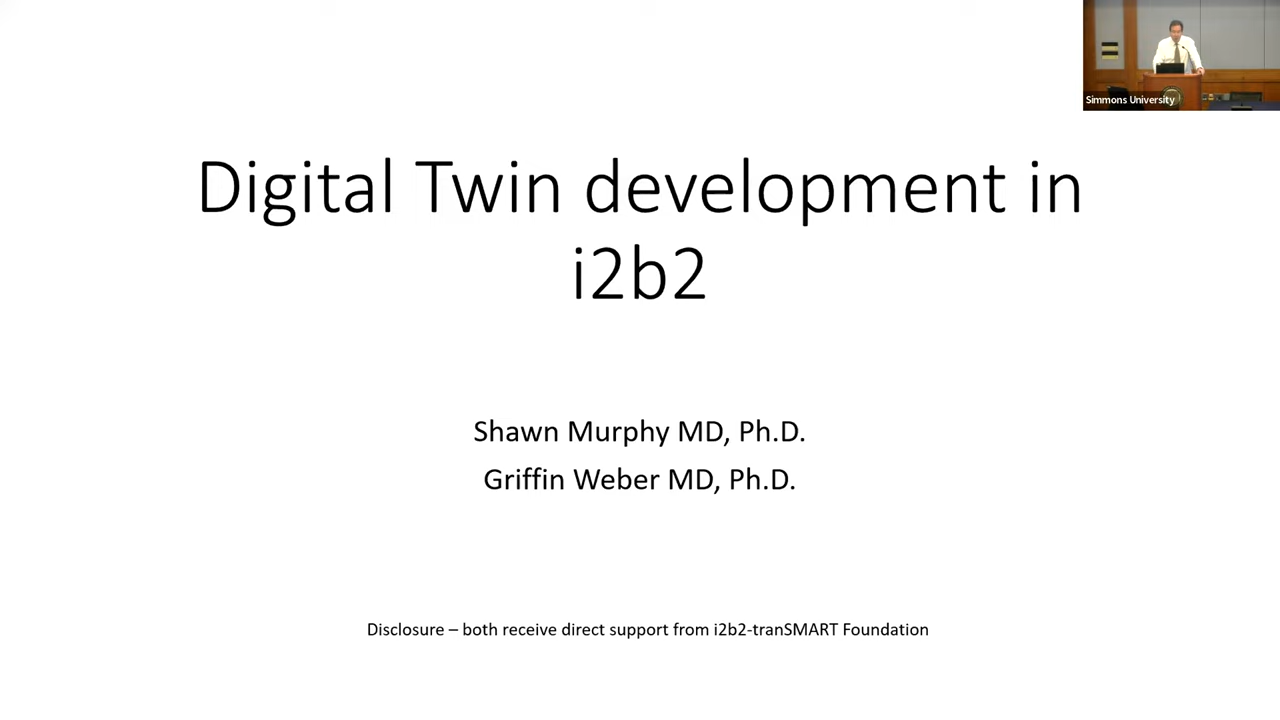 Simmons University
Digital Twin development in
i2b2
Shawn Murphy MD, Ph.D.
Griffin Weber MD, Ph.D.
Disclosure – both receive direct support from i2b2-tranSMART Foundation